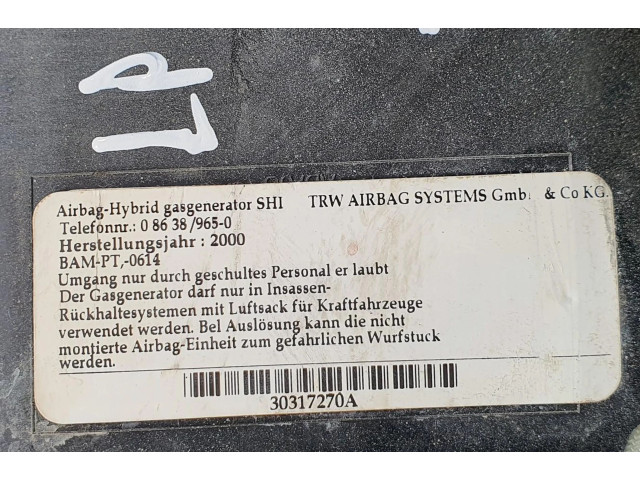 Airbag-Hybrid gasgenerator SHI TRW AIRBAG SYSTEMS Gmb & Co KG.
Telefonnr.: 0 86 38 /965-0
Herstellungsjahr : 2000
BAM-PT,-0614
Umgang nur durch geschultes Personal er laubt
Der Gasgenerator darf nur in Insassen-
Rückhaltesystemen mit Luftsack für Kraftfahrzeuge
verwendet werden. Bei Auslösung kann die nicht
montierte Airbag-Einheit zum gefahrlichen Wurfstuck
werden.
30317270A